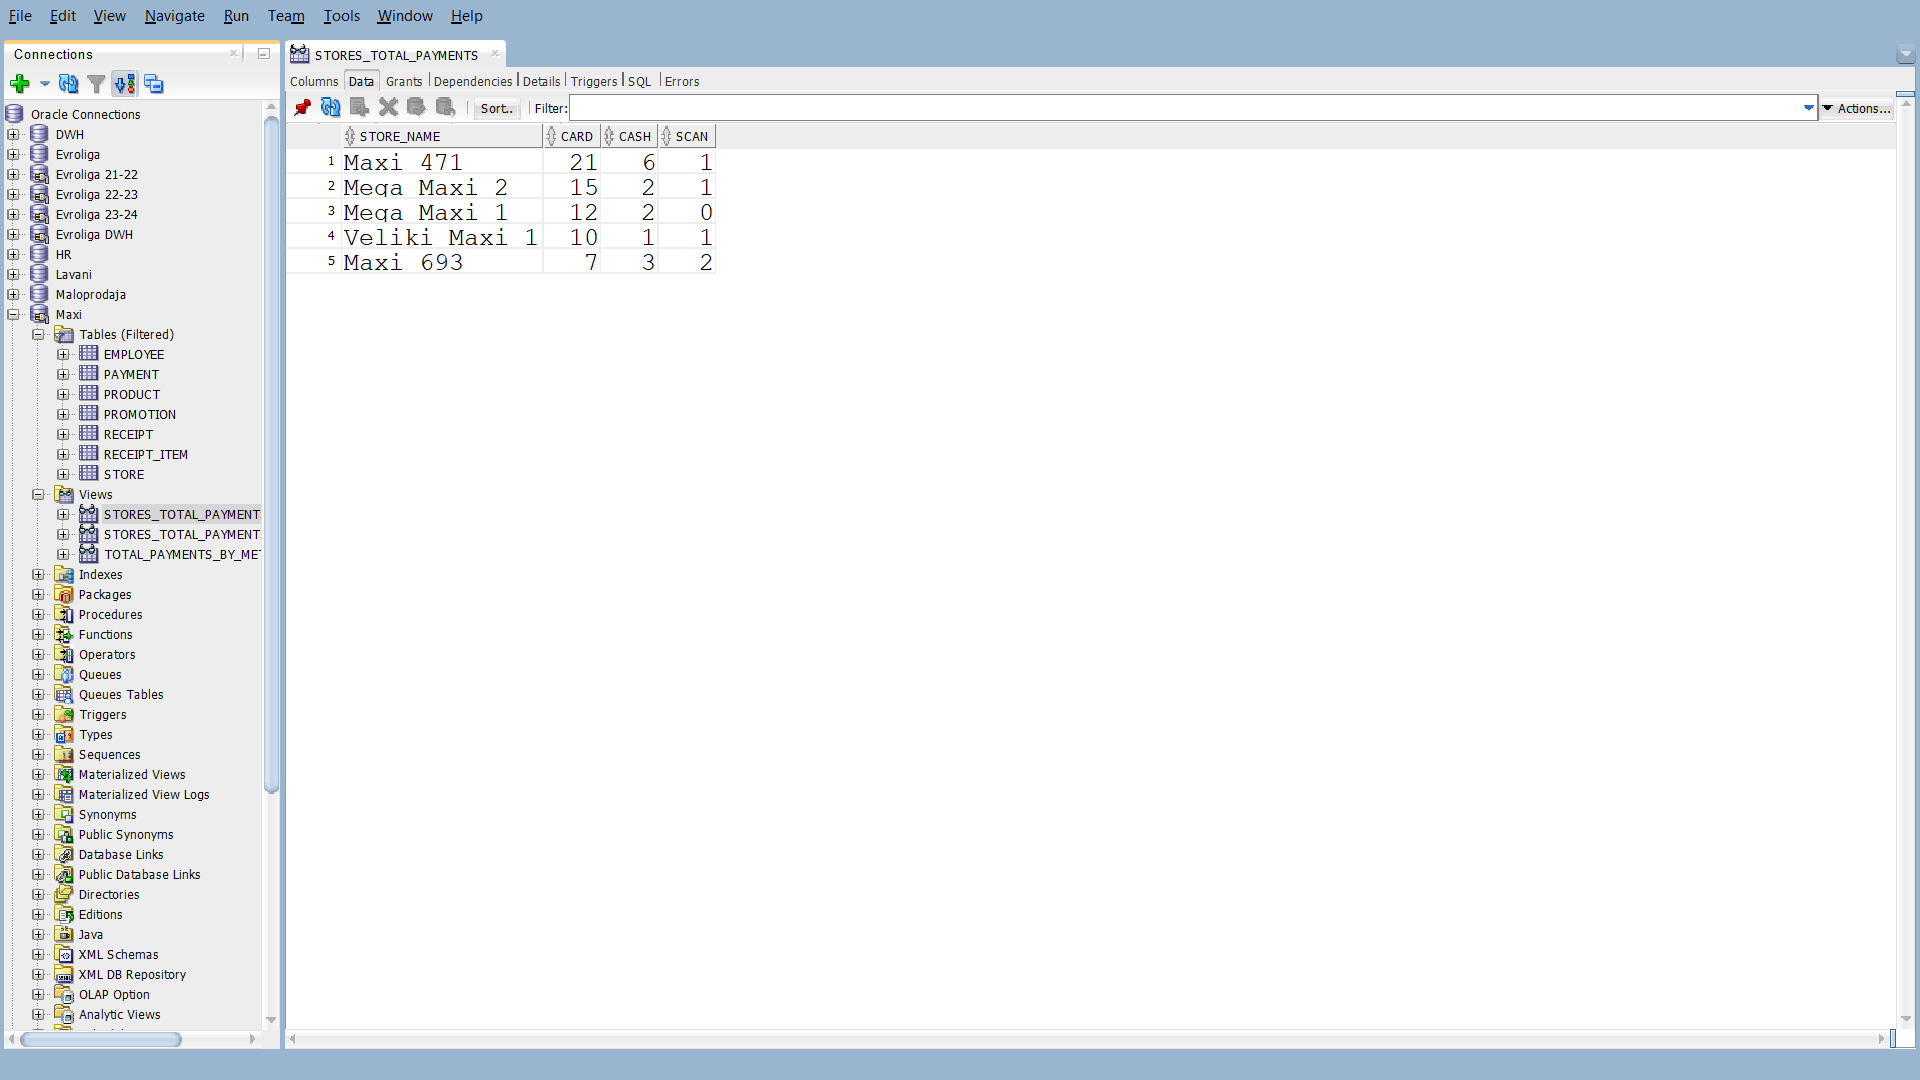 File Edit View Navigate Run Team Tools Window Help
Connections
Oracle Connections
DWH
Evroliga
Evroliga 21-22
Evroliga 22-23
Evroliga 23-24
Evroliga DWH
HR
Lavani
Maloprodaja
Maxi
Tables (Filtered)
EMPLOYEE
PAYMENT
PRODUCT
PROMOTION
RECEIPT
RECEIPT_ITEM
STORE
Views
STORES_TOTAL_PAYMENT
STORES_TOTAL_PAYMENT
TOTAL_PAYMENTS_BY_MET
Indexes
Packages
Procedures
Functions
Operators
Queues
Queues Tables
Triggers
Types
Sequences
Materialized Views
Materialized View Logs
Synonyms
Public Synonyms
Database Links
Public Database Links
Directories
Editions
Java
XML Schemas
XML DB Repository
OLAP Option
Analytic Views
STORES_TOTAL_PAYMENTS
Columns Data Grants Dependencies Details Triggers SQL Errors
Sort.. Filter: Actions...
STORE_NAME CARD CASH SCAN
1 Maxi 471 21 6 1
2 Mega Maxi 2 15 2 1
3 Mega Maxi 1 12 2 0
4 Veliki Maxi 1 10 1 1
5 Maxi 693 7 3 2